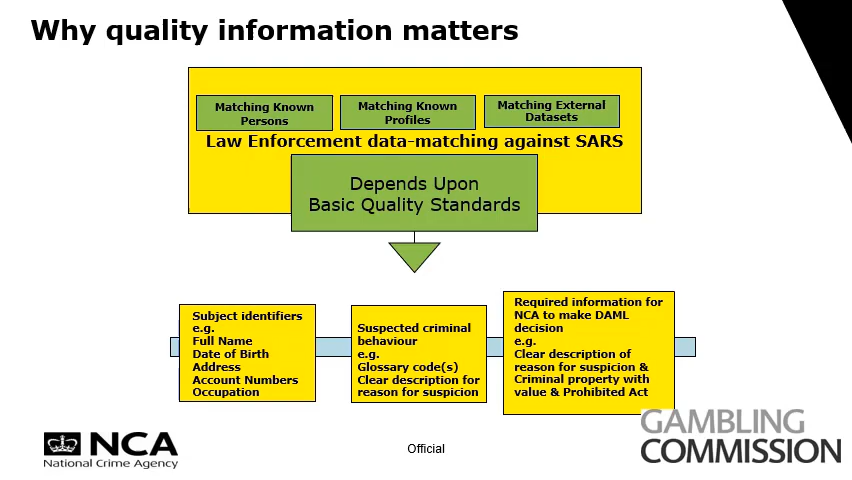 Why quality information matters
Matching Known
Persons
Matching Known
Profiles
Matching External
Datasets
Law Enforcement data-matching against SARS
Depends Upon
Basic Quality Standards
Subject identifiers
e.g.
Full Name
Date of Birth
Address
Account Numbers
Occupation
Suspected criminal
behaviour
e.g.
Glossary code(s)
Clear description for
reason for suspicion
Required information for
NCA to make DAML
decision
e.g.
Clear description of
reason for suspicion &
Criminal property with
value & Prohibited Act
NCA
National Crime Agency
Official
GAMBLING
COMMISSION